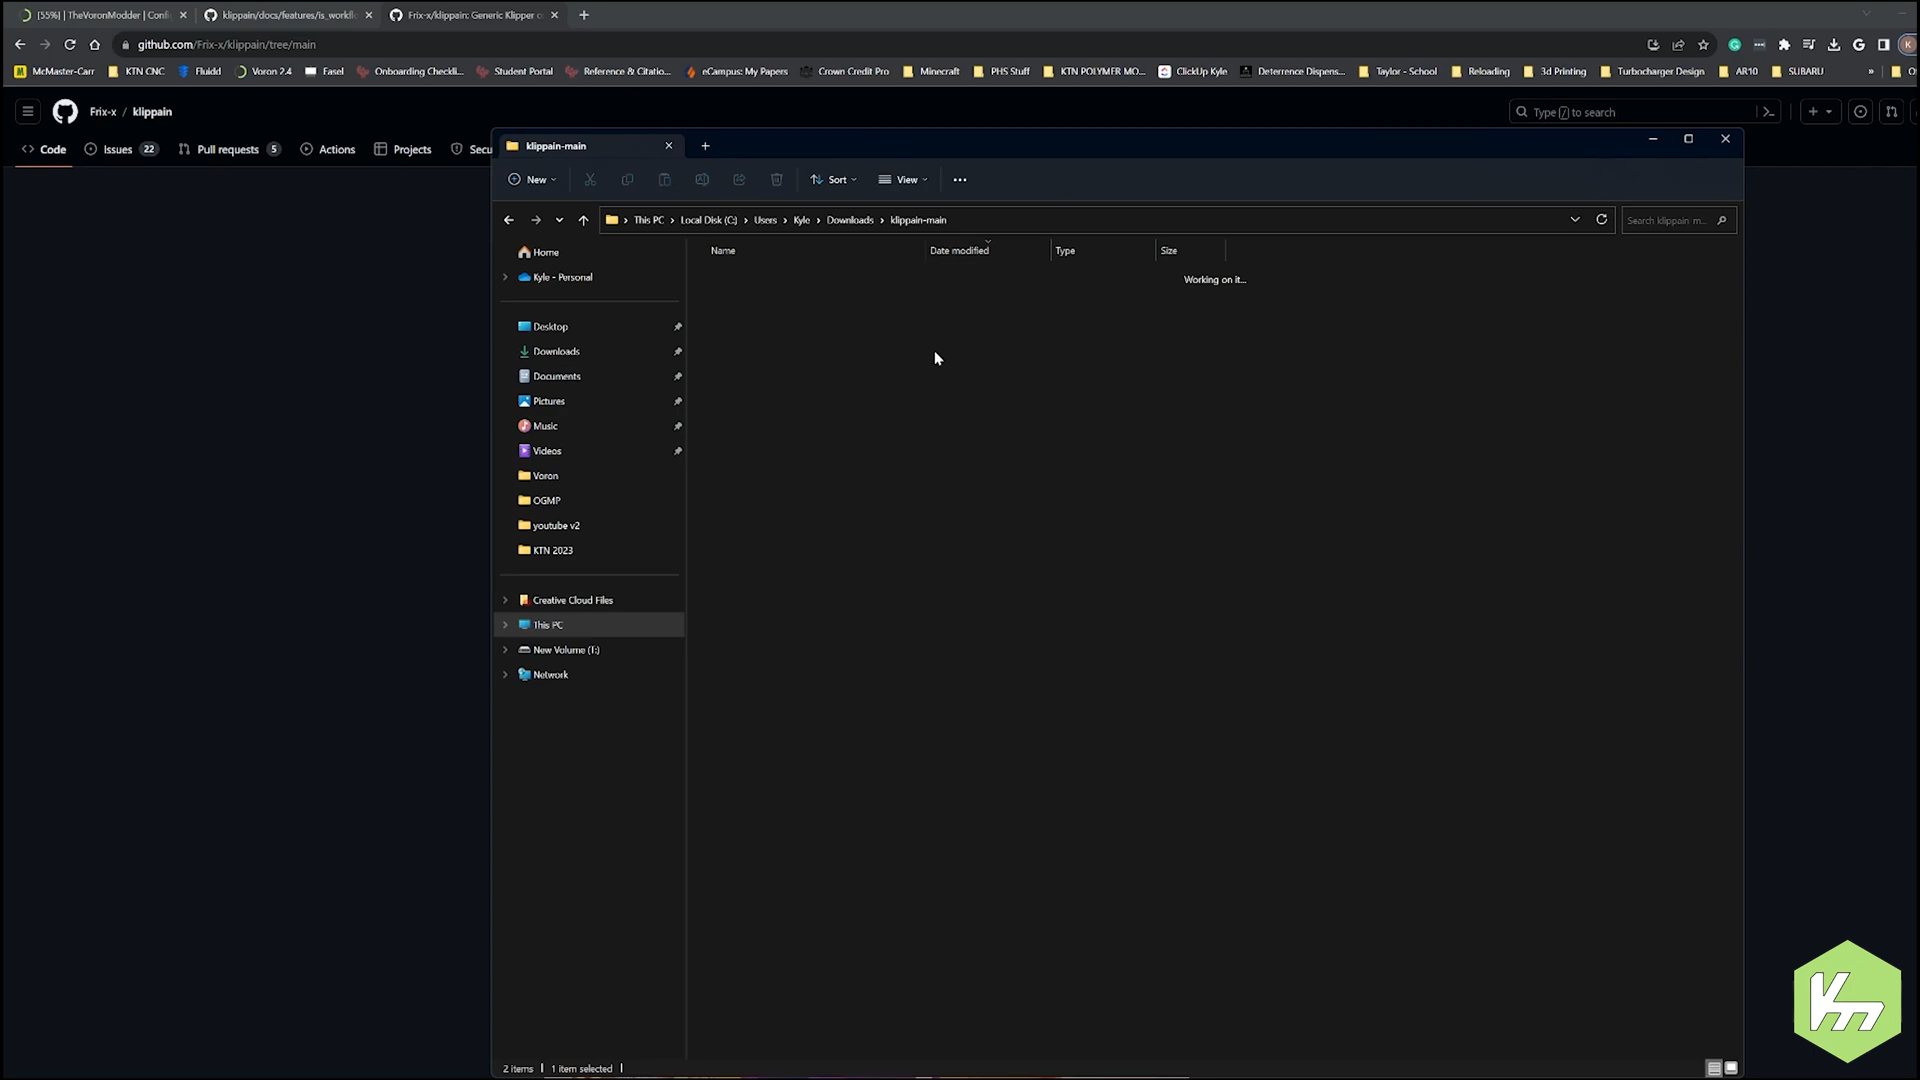 [55%] | TheVoronModder | Confi
klippain/docs/features/is_workfl
Frix-x/klippain: Generic Klipper c
github.com/Frix-x/klippain/tree/main
McMaster-Carr
KTN CNC
Fluidd
Voron 2.4
Easel
Onboarding Checkli...
Student Portal
Reference & Citatio...
eCampus: My Papers
Crown Credit Pro
Minecraft
PHS Stuff
KTN POLYMER MO...
ClickUp Kyle
Deterrence Dispens...
Taylor - School
Reloading
3d Printing
Turbocharger Design
AR10
SUBARU
»
Frix-x / klippain
Type / to search
Code
Issues 22
Pull requests 5
Actions
Projects
Secu
klippain-main
New
Sort
View
This PC > Local Disk (C:) > Users > Kyle > Downloads > klippain-main
Search klippain m...
Name
Date modified
Type
Size
Working on it...
Home
Kyle - Personal
Desktop
Downloads
Documents
Pictures
Music
Videos
Voron
OGMP
youtube v2
KTN 2023
Creative Cloud Files
This PC
New Volume (T:)
Network
2 items
1 item selected